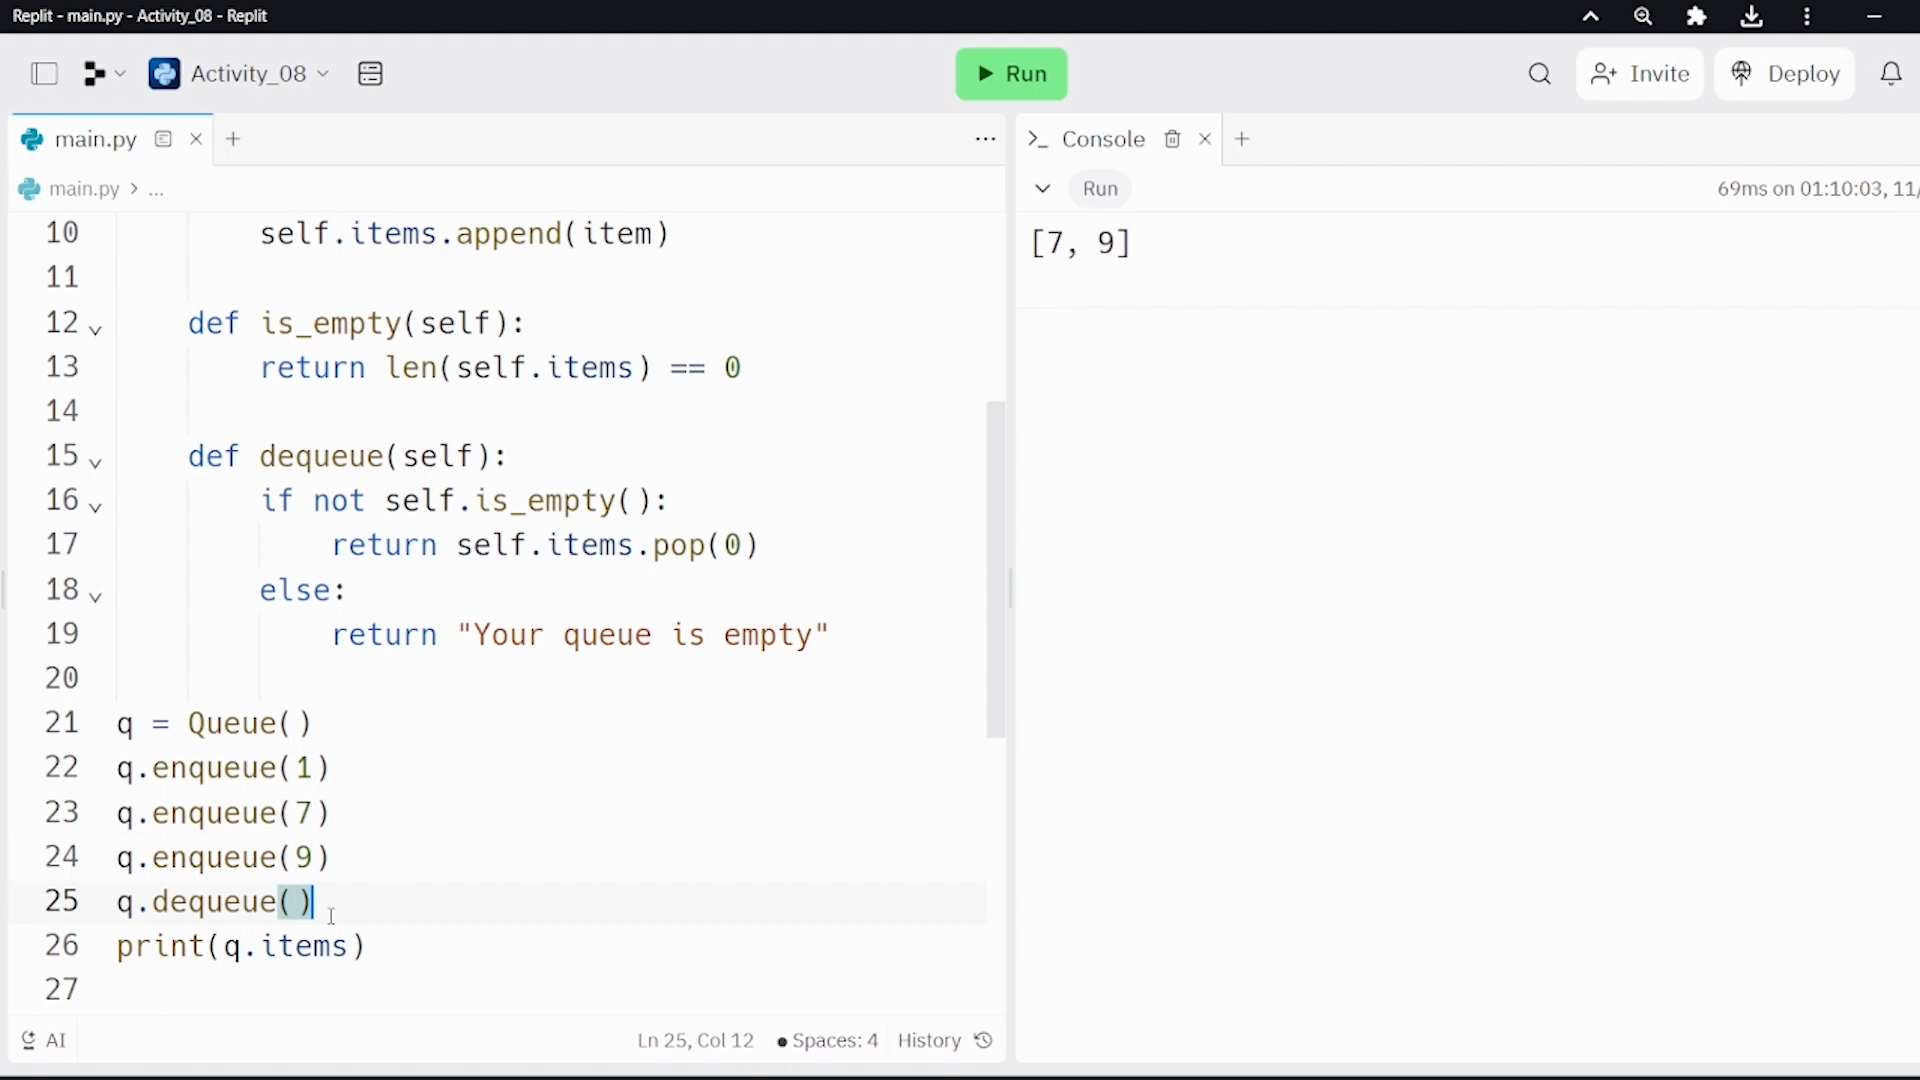 Replit - main.py - Activity_08 - Replit
Activity_08
Run
Invite
Deploy
main.py
Console
main.py > ...
Run
69ms on 01:10:03, 11/
10 self.items.append(item)
11
12 def is_empty(self):
13 return len(self.items) == 0
14
15 def dequeue(self):
16 if not self.is_empty():
17 return self.items.pop(0)
18 else:
19 return "Your queue is empty"
20
21 q = Queue()
22 q.enqueue(1)
23 q.enqueue(7)
24 q.enqueue(9)
25 q.dequeue()
26 print(q.items)
27
[7, 9]
AI
Ln 25, Col 12
Spaces: 4
History